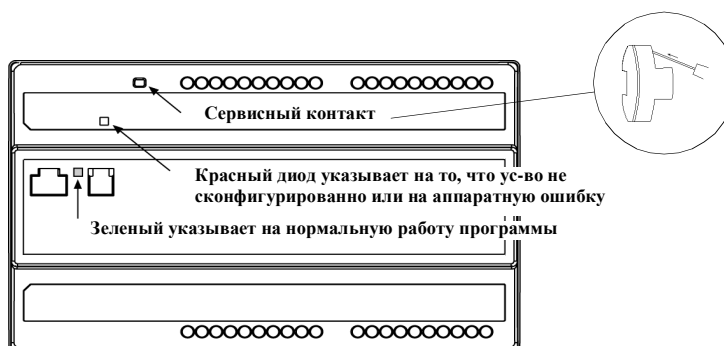 Сервисный контакт
Красный диод указывает на то, что ус-во не
сконфигурированно или на аппаратную ошибку
Зеленый указывает на нормальную работу программы